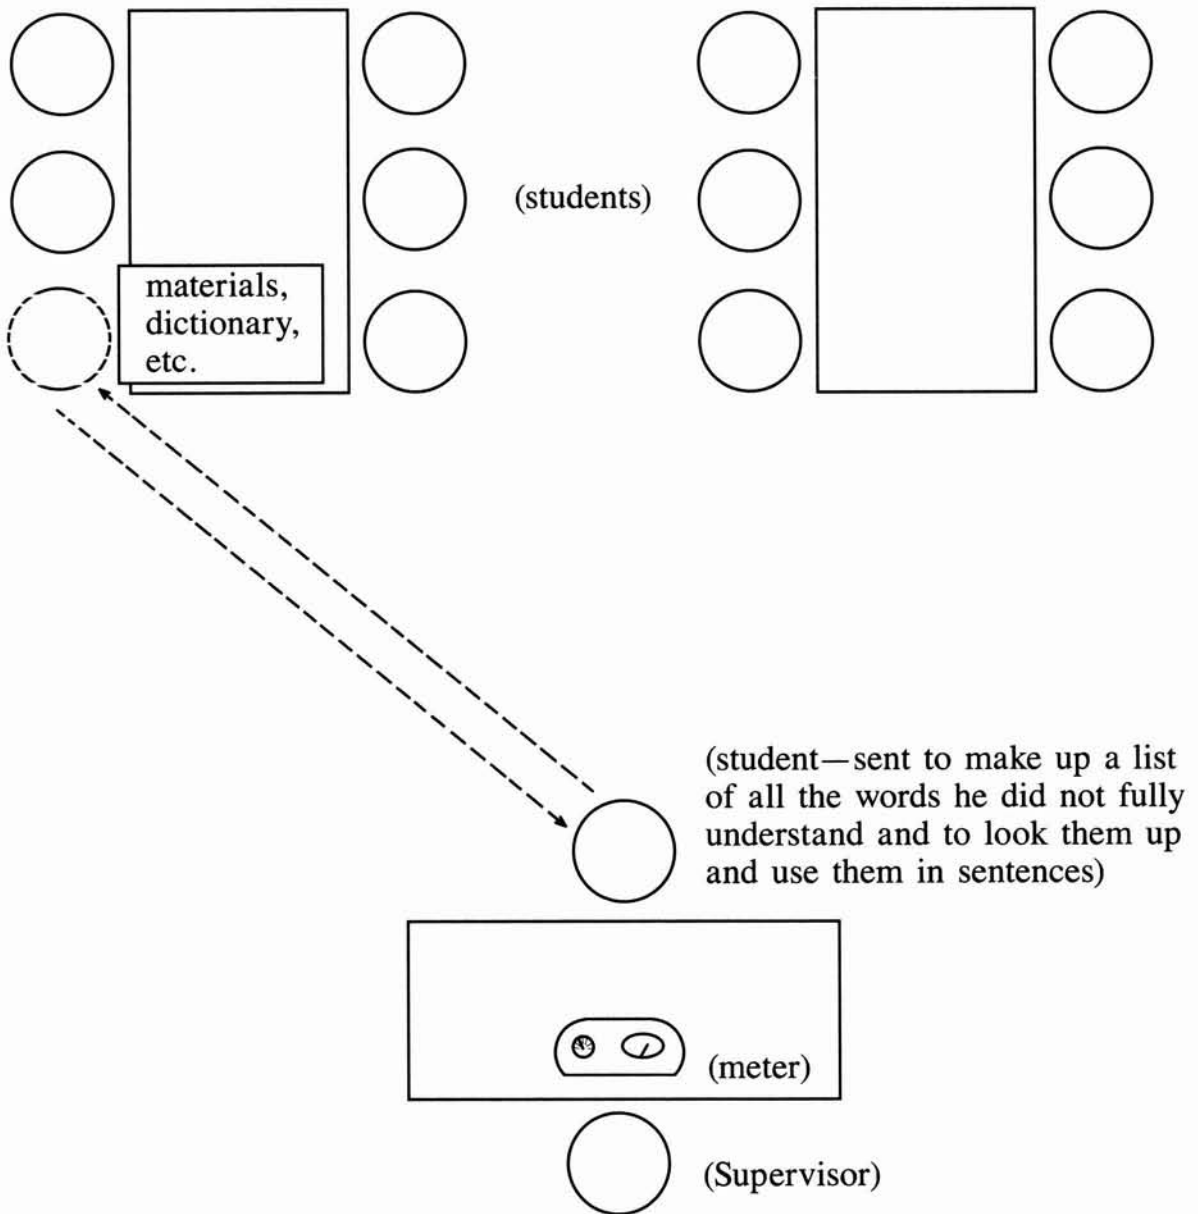 (students)
materials,
dictionary,
etc.
(student—sent to make up a list
of all the words he did not fully
understand and to look them up
and use them in sentences)
(meter)
(Supervisor)